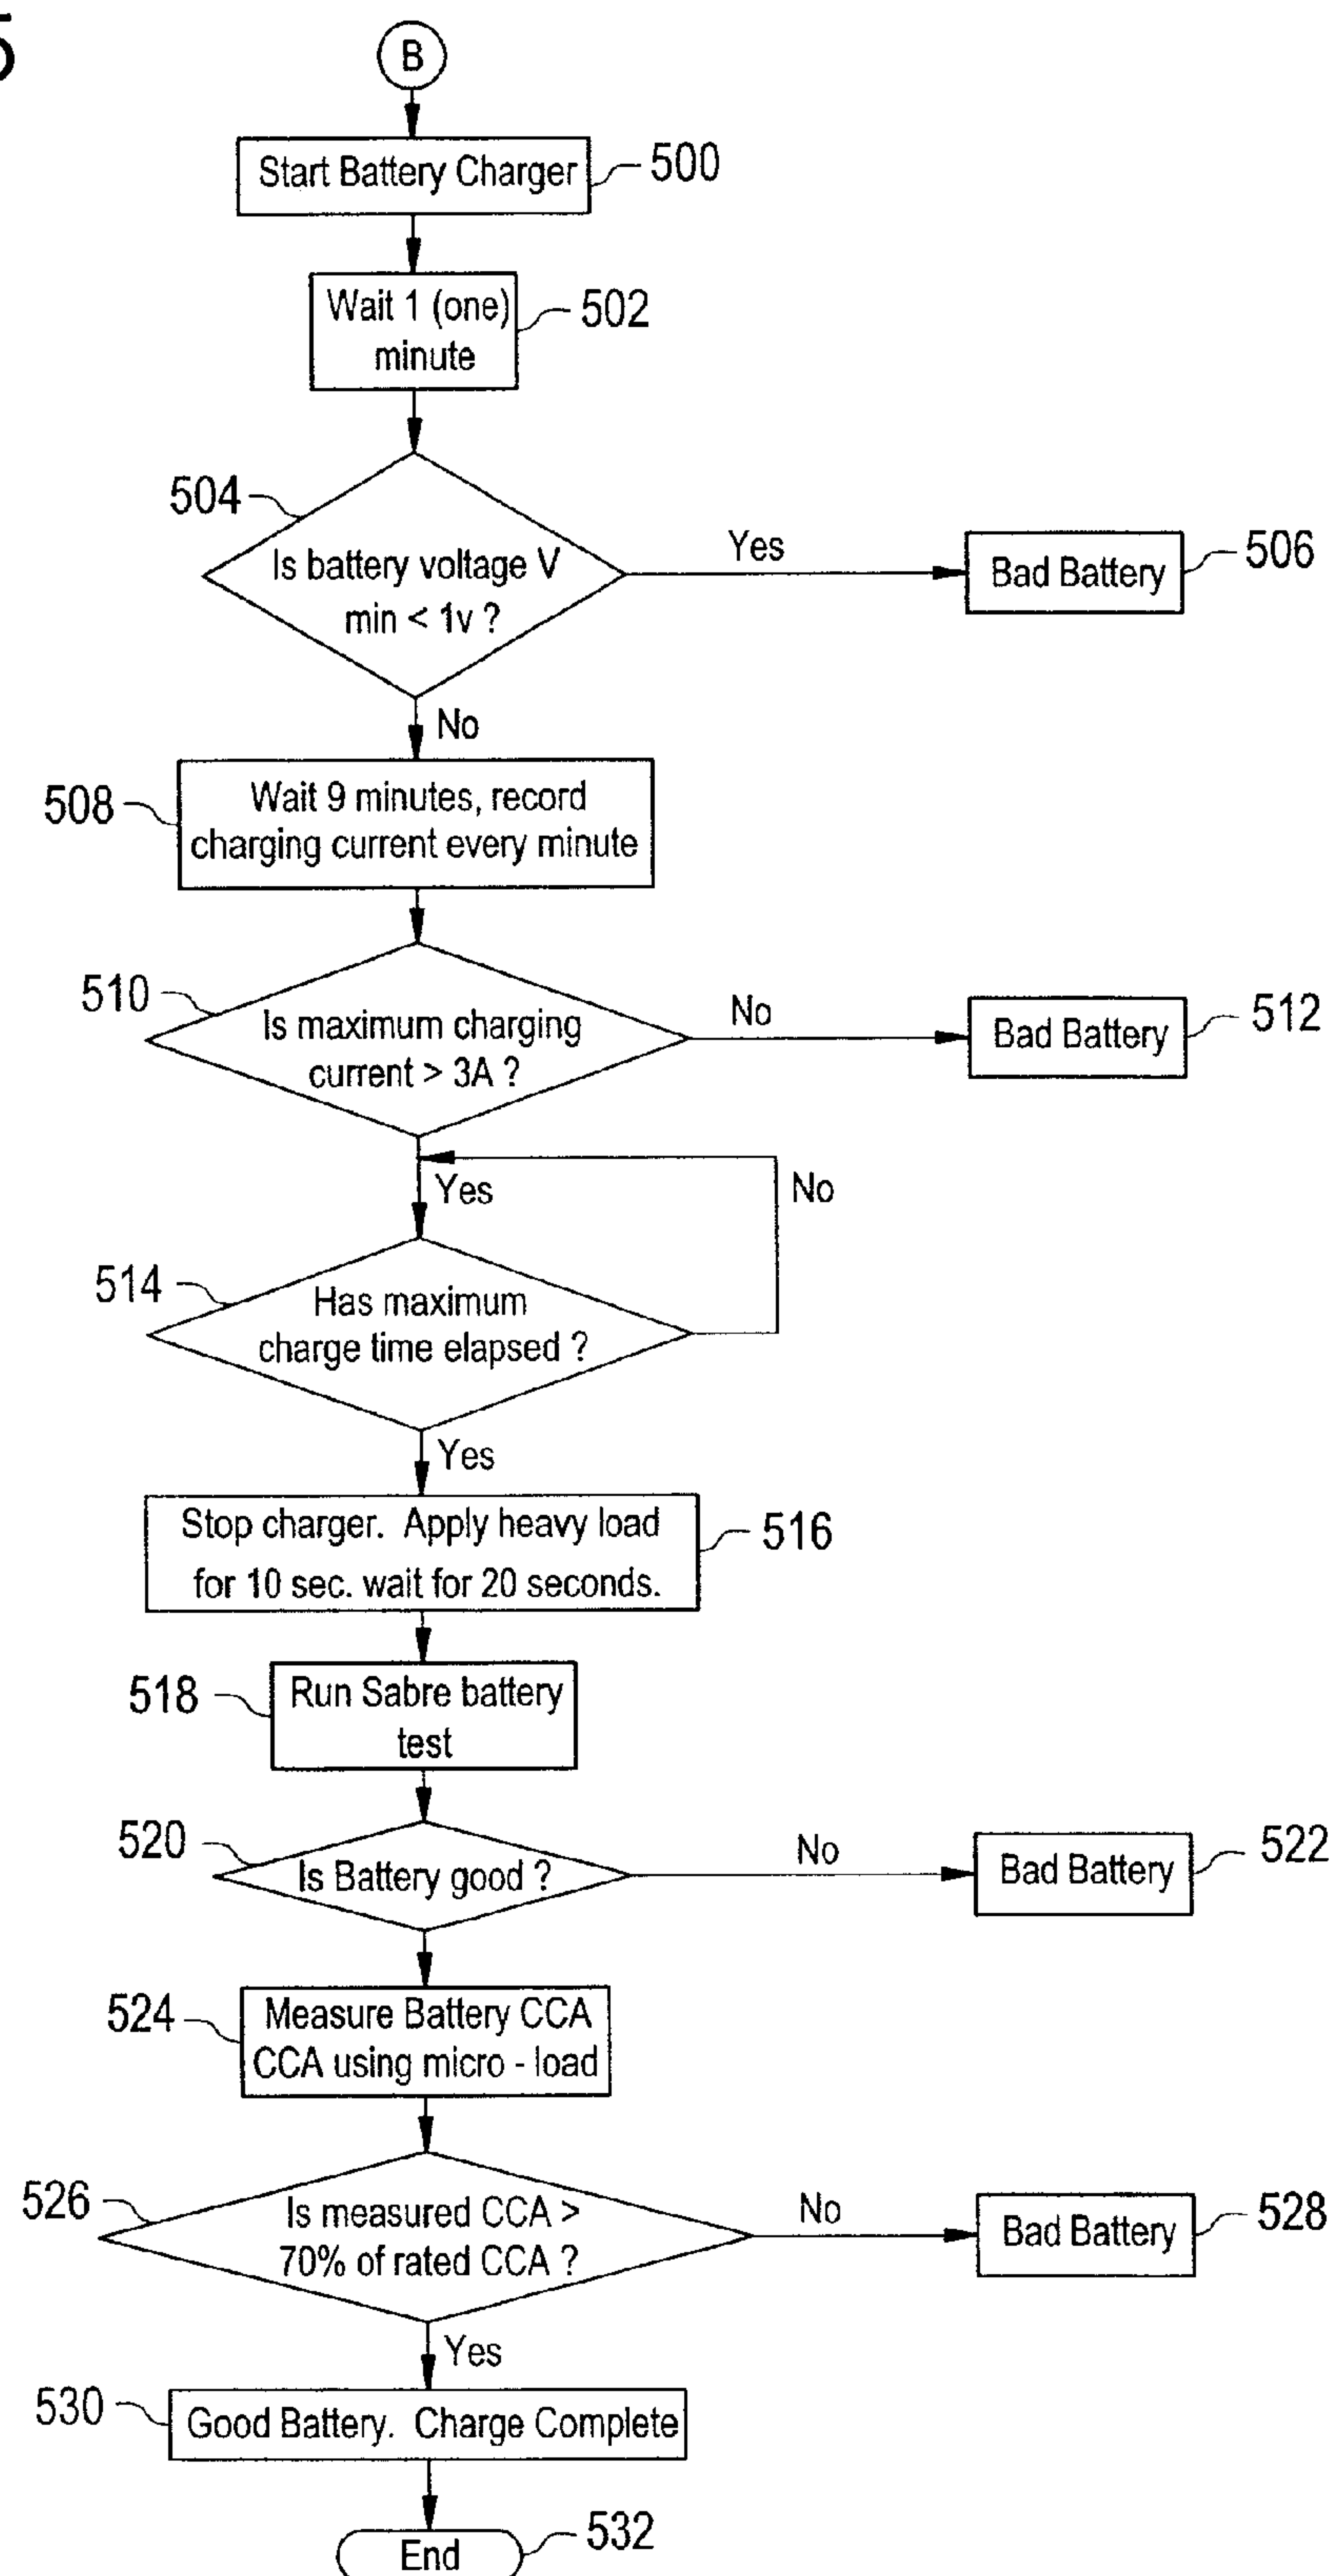 5
B
Start Battery Charger
500
Wait 1 (one)
minute
502
504
Is battery voltage V
min < 1v ?
Yes
Bad Battery
506
No
508
Wait 9 minutes, record
charging current every minute
510
Is maximum charging
current > 3A ?
No
Bad Battery
512
Yes
No
514
Has maximum
charge time elapsed ?
Yes
Stop charger. Apply heavy load
for 10 sec. wait for 20 seconds.
516
518
Run Sabre battery
test
520
Is Battery good ?
No
Bad Battery
522
524
Measure Battery CCA
CCA using micro - load
526
Is measured CCA >
70% of rated CCA ?
No
Bad Battery
528
Yes
530
Good Battery. Charge Complete
End
532